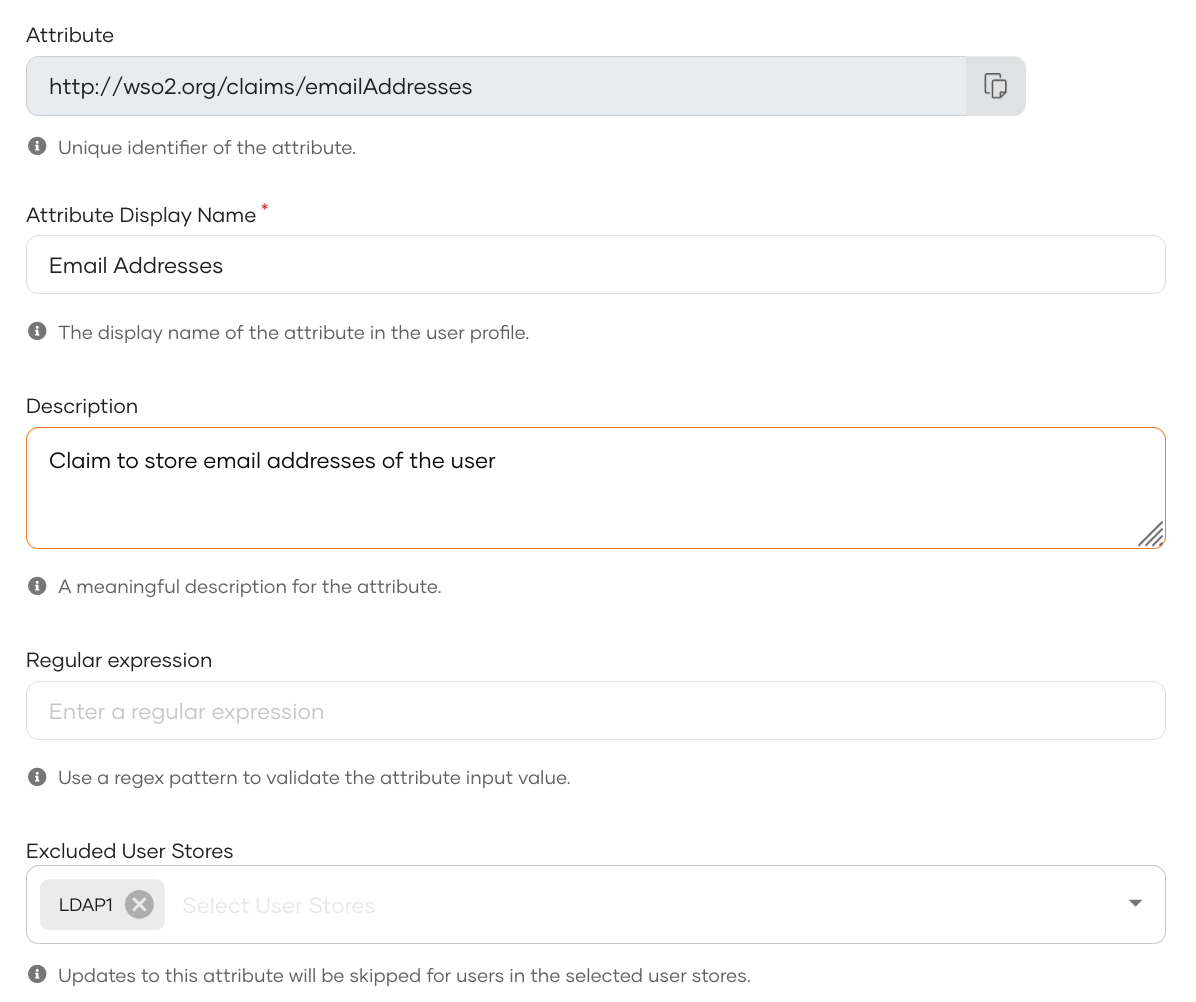 Attribute
http://wso2.org/claims/emailAddresses
Unique identifier of the attribute.
Attribute Display Name *
Email Addresses
The display name of the attribute in the user profile.
Description
Claim to store email addresses of the user
A meaningful description for the attribute.
Regular expression
Enter a regular expression
Use a regex pattern to validate the attribute input value.
Excluded User Stores
LDAP1 Select User Stores
Updates to this attribute will be skipped for users in the selected user stores.